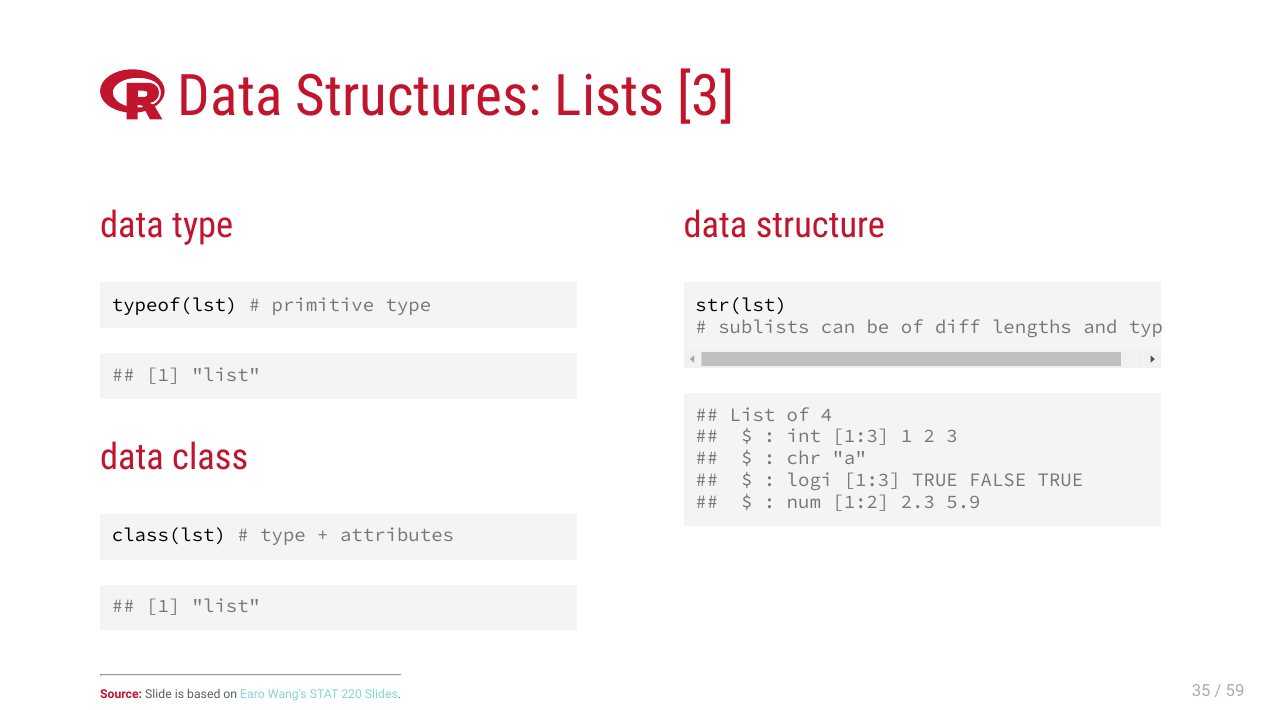 Data Structures: Lists [3]
data type
typeof(lst) # primitive type
## [1] "list"
data class
class(lst) # type + attributes
## [1] "list"
data structure
str(lst)
# sublists can be of diff lengths and typ
## List of 4
##  $ : int [1:3] 1 2 3
##  $ : chr "a"
##  $ : logi [1:3] TRUE FALSE TRUE
##  $ : num [1:2] 2.3 5.9
Source: Slide is based on Earo Wang's STAT 220 Slides.
35 / 59